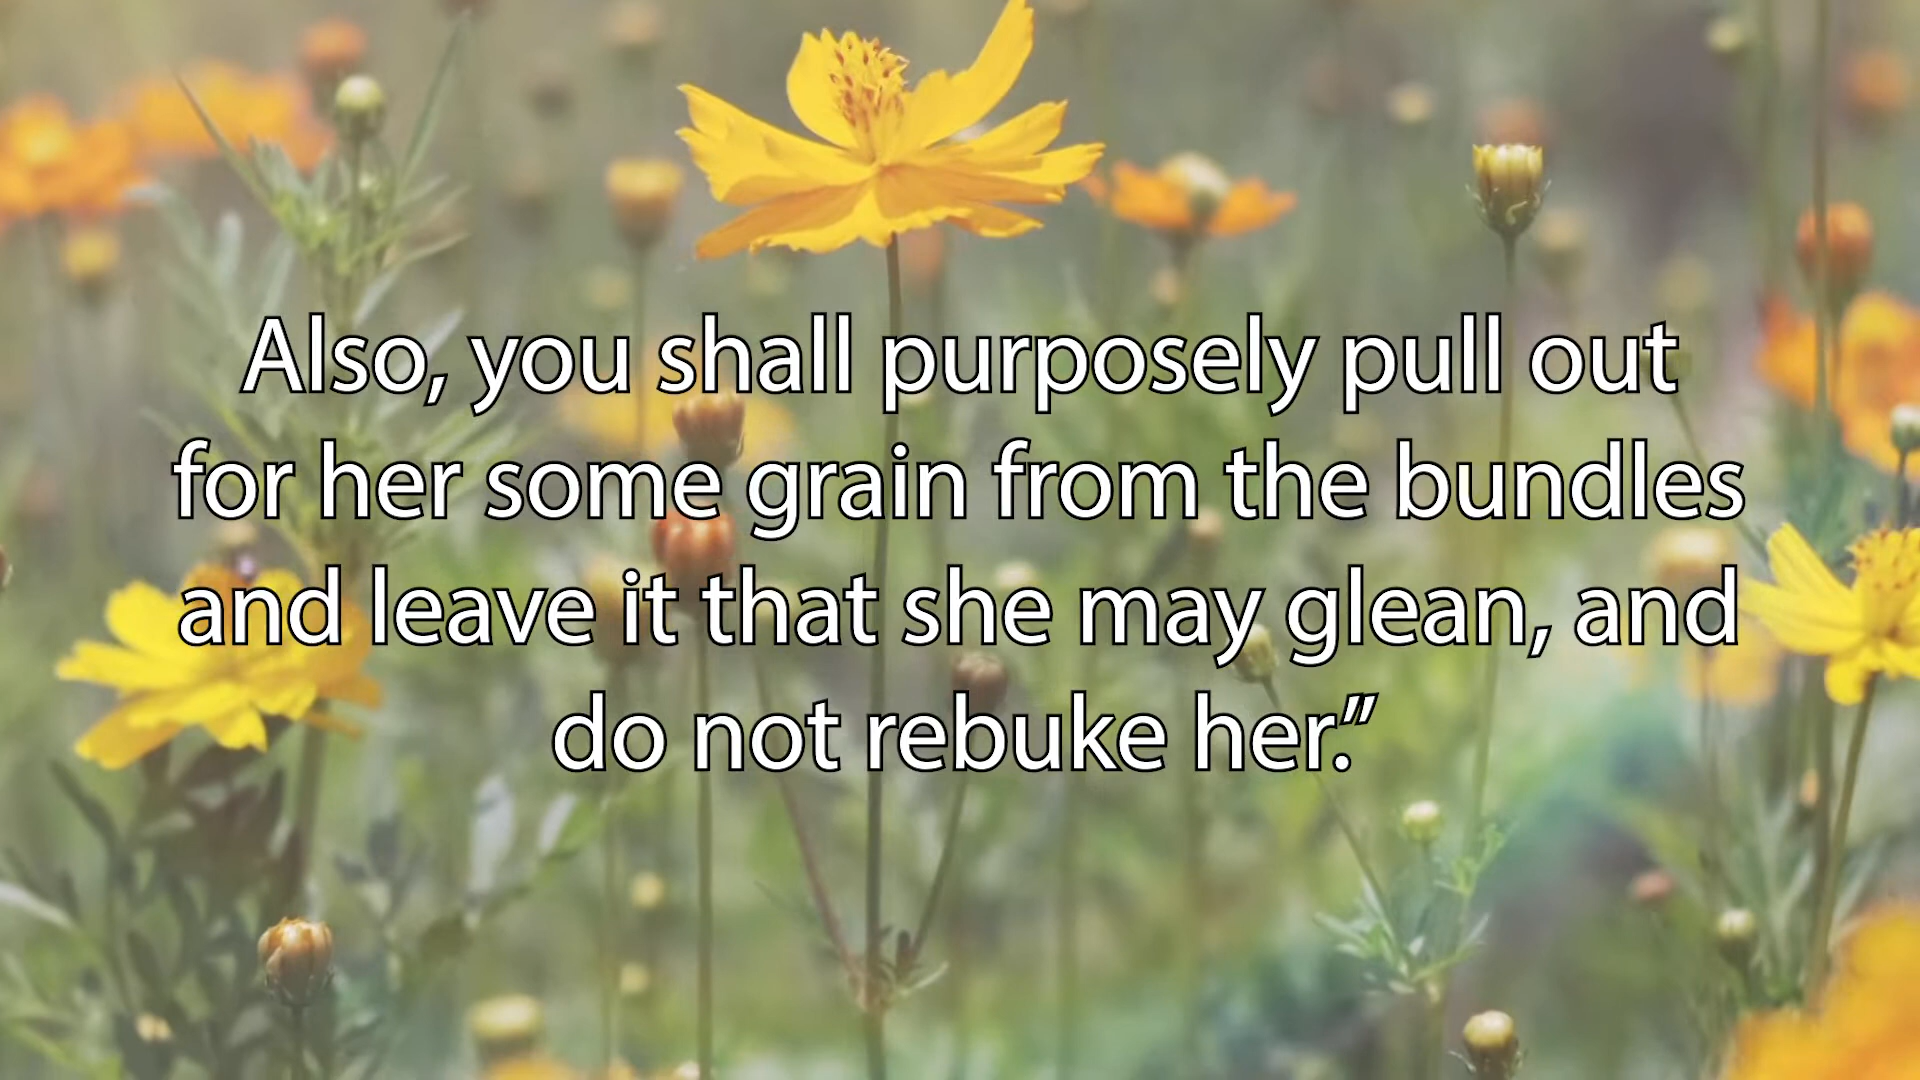 Also, you shall purposely pull out
for her some grain from the bundles
and leave it that she may glean, and
do not rebuke her.”